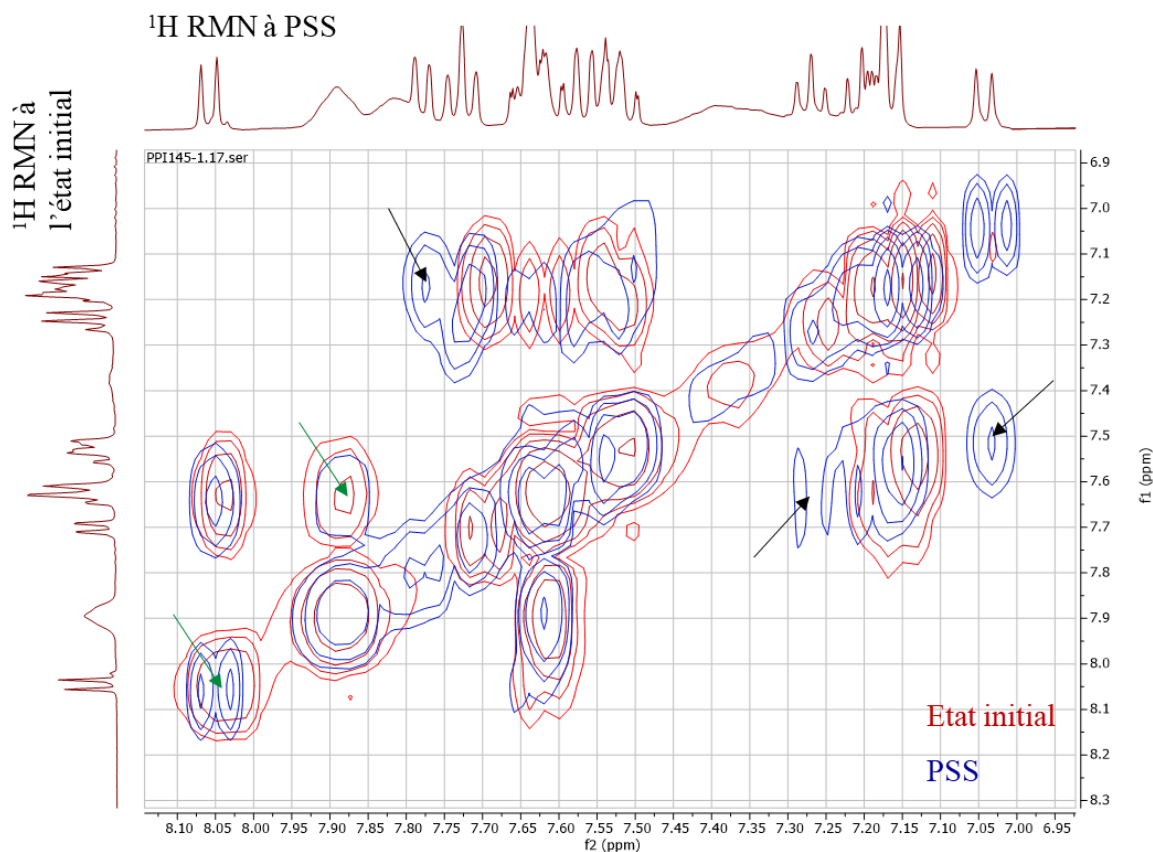 ¹H RMN à PSS
¹H RMN à
l'état initial
PPI145-1.17.ser
6.9
7.0
7.1
7.2
7.3
7.4
7.5
7.6
7.7
7.8
7.9
8.0
8.1
8.2
8.3
f1 (ppm)
Etat initial
PSS
8.10 8.05 8.00 7.95 7.90 7.85 7.80 7.75 7.70 7.65 7.60 7.55 7.50 7.45 7.40 7.35 7.30 7.25 7.20 7.15 7.10 7.05 7.00 6.95
f2 (ppm)